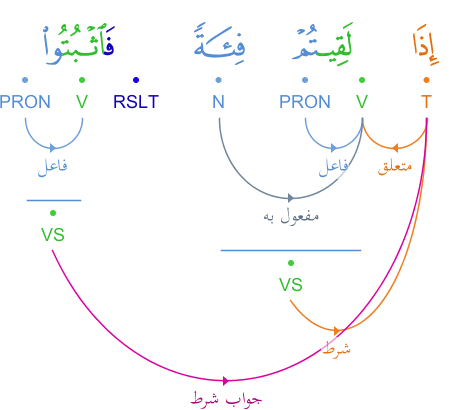 إِذَا لَقِيتُمْ فِئَةً فَٱثْبُتُوا۟
T V PRON N RSLT V PRON
متعلق فاعل فاعل
مفعول به
VS
VS
شرط
جواب شرط